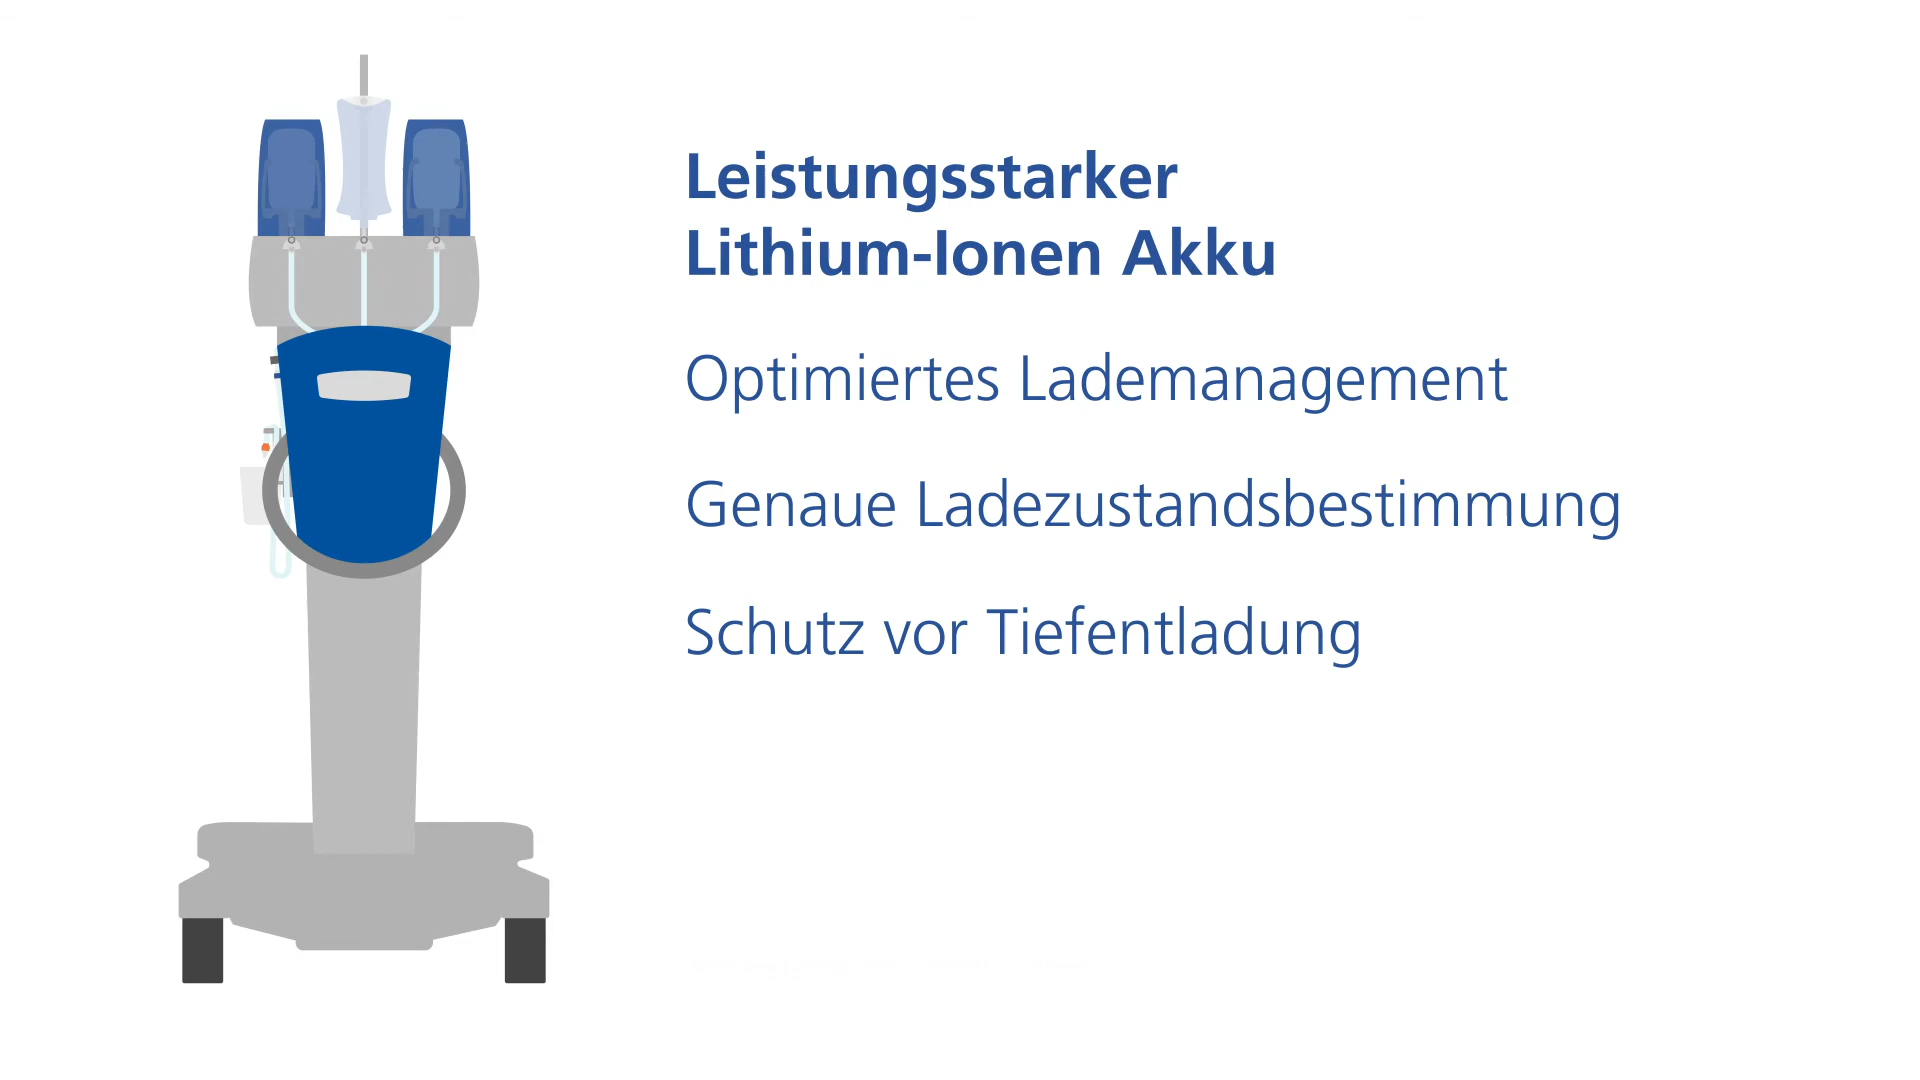 Leistungsstarker
Lithium-Ionen Akku
Optimiertes Lademanagement
Genaue Ladezustandsbestimmung
Schutz vor Tiefentladung